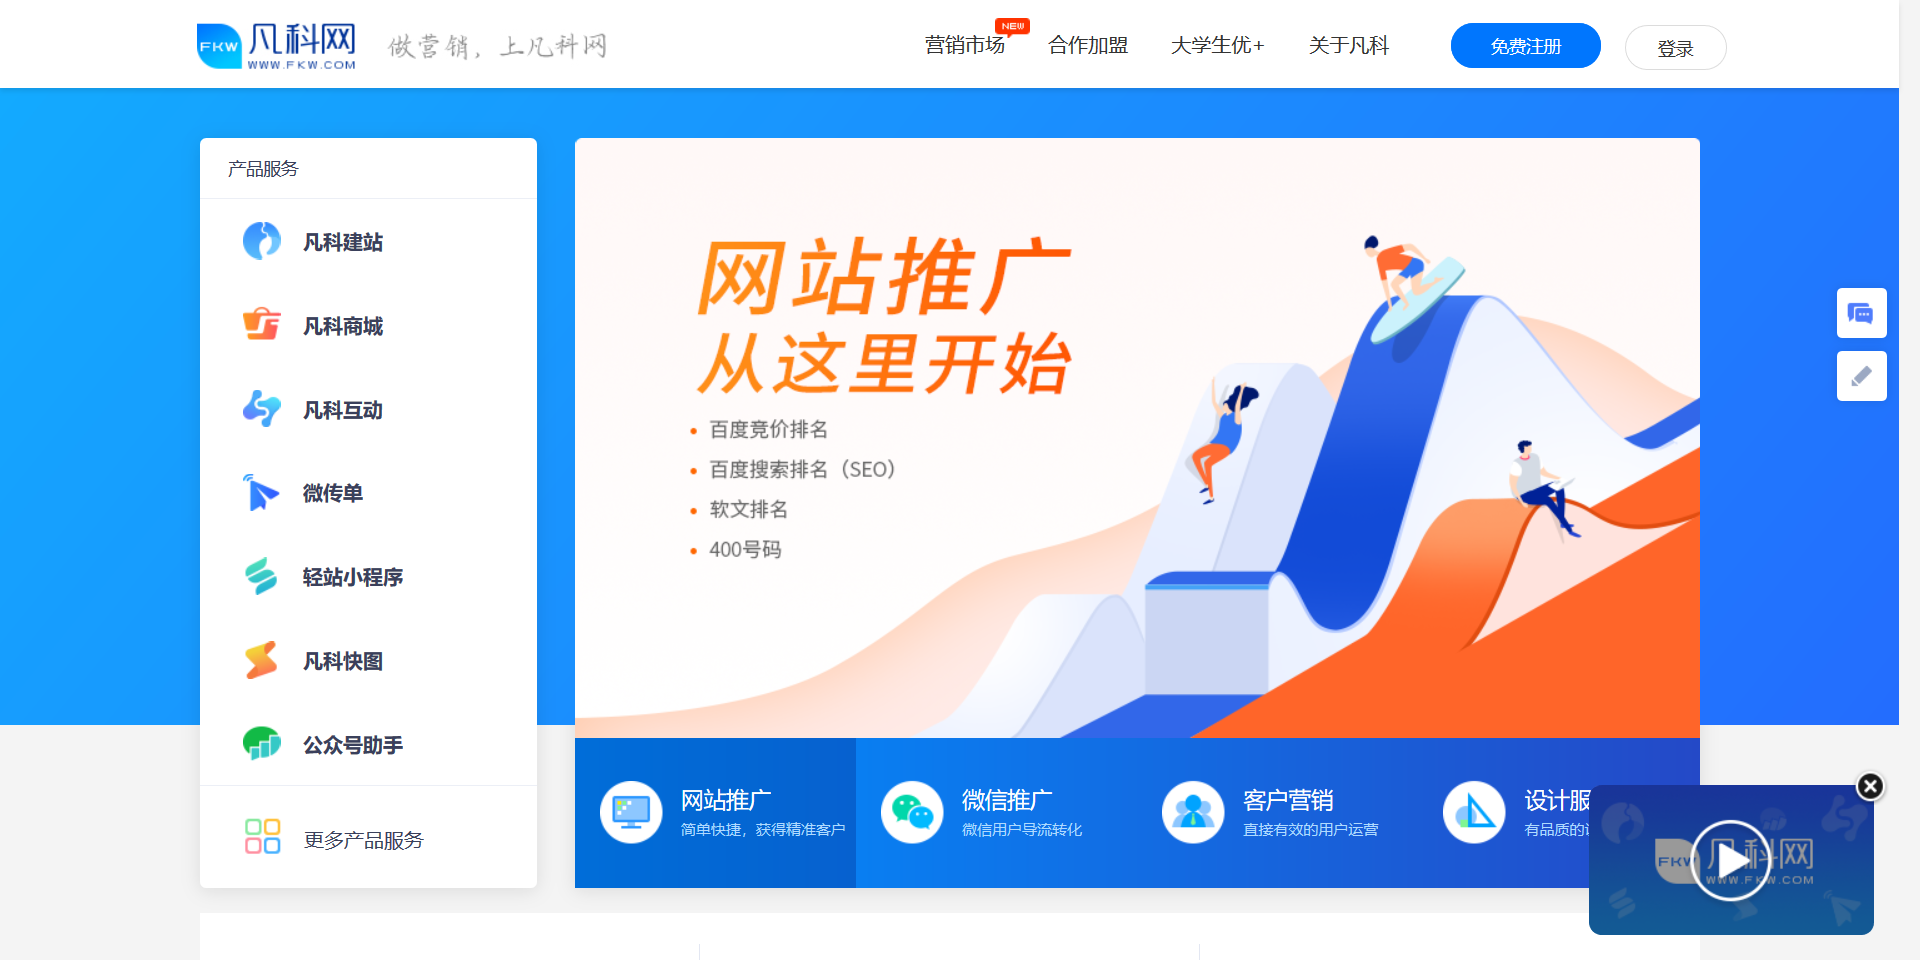 FKW 凡科网
WWW.FKW.COM
做营销，上凡科网
营销市场 NEW
合作加盟
大学生优+
关于凡科
免费注册
登录
产品服务
凡科建站
凡科商城
凡科互动
微传单
轻站小程序
凡科快图
公众号助手
更多产品服务
网站推广
从这里开始
百度竞价排名
百度搜索排名（SEO）
软文排名
400号码
网站推广
简单快捷，获得精准客户
微信推广
微信用户导流转化
客户营销
直接有效的用户运营
设计服
有品质的
FKW 凡科网
WWW.FKW.COM